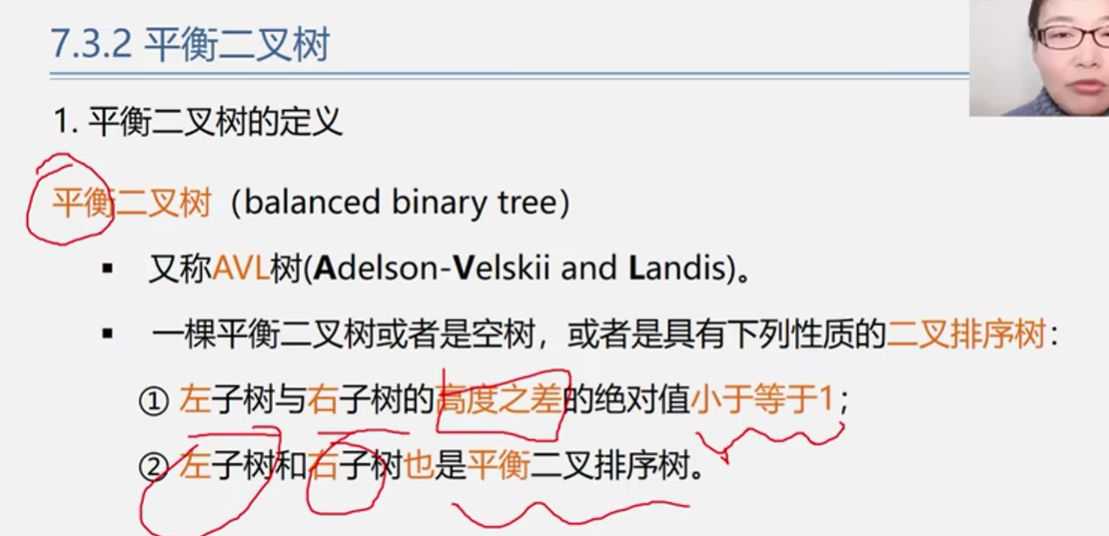 7.3.2 平衡二叉树
1. 平衡二叉树的定义
平衡二叉树（balanced binary tree）
▪ 又称AVL树(Adelson-Velskii and Landis)。
▪ 一棵平衡二叉树或者是空树，或者是具有下列性质的二叉排序树：
① 左子树与右子树的高度之差的绝对值小于等于1；
② 左子树和右子树也是平衡二叉排序树。